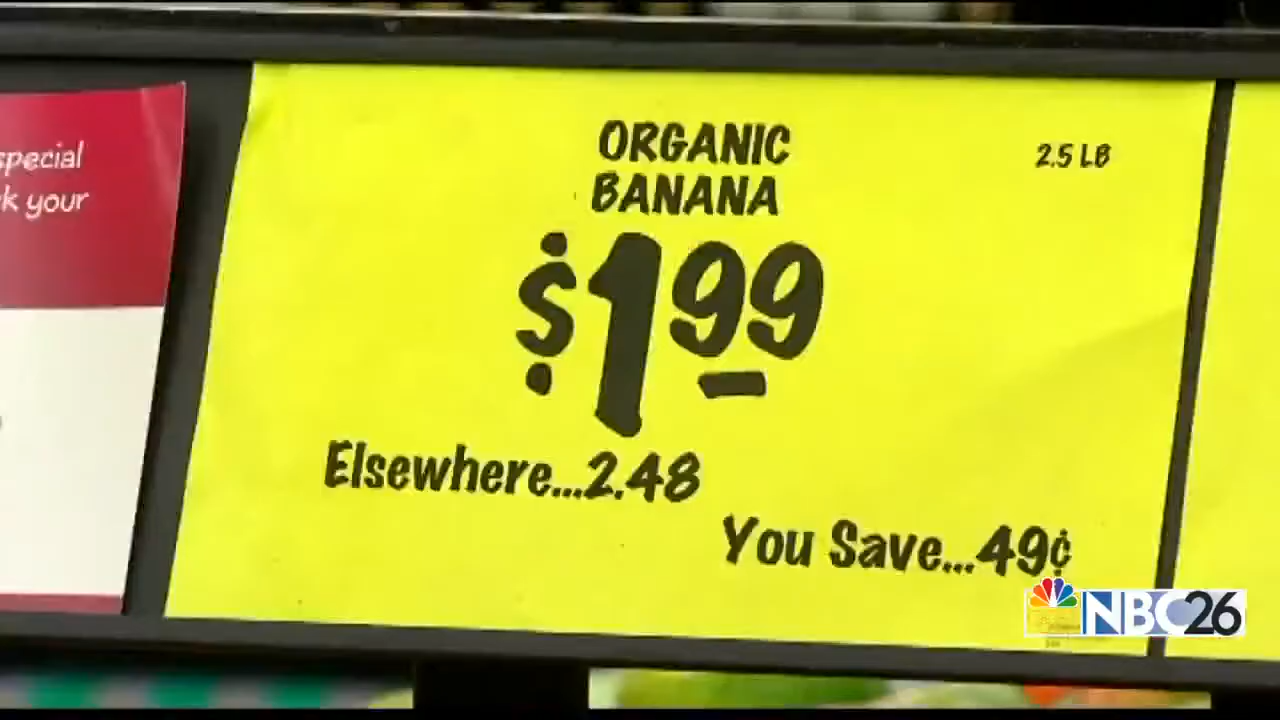 special
k your
ORGANIC
BANANA
2.5 LB
$1.99
Elsewhere...2.48
You Save...49¢
NBC26